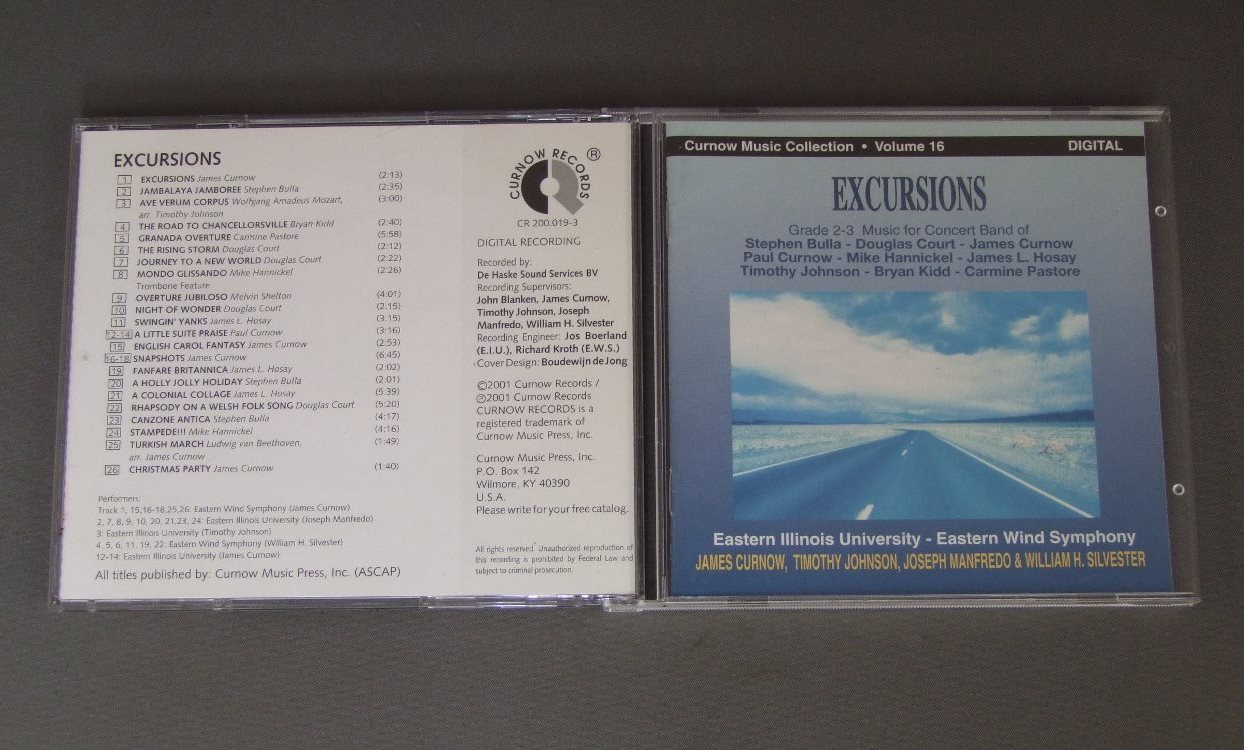 EXCURSIONS
1 EXCURSIONS James Curnow (2:13)
2 JAMBALAYA JAMBOREE Stephen Bulla (2:35)
3 AVE VERUM CORPUS Wolfgang Amadeus Mozart, (3:00)
arr. Timothy Johnson
4 THE ROAD TO CHANCELLORSVILLE Bryan Kidd (2:40)
5 GRANADA OVERTURE Carmine Pastore (5:58)
6 THE RISING STORM Douglas Court (2:12)
7 JOURNEY TO A NEW WORLD Douglas Court (2:22)
8 MONDO GLISSANDO Mike Hannickel (2:26)
Trombone Feature
9 OVERTURE JUBILOSO Melvin Shelton (4:01)
10 NIGHT OF WONDER Douglas Court (2:15)
11 SWINGIN' YANKS James L. Hosay (3:15)
12-14 A LITTLE SUITE PRAISE Paul Curnow (3:16)
15 ENGLISH CAROL FANTASY James Curnow (2:53)
16-18 SNAPSHOTS James Curnow (6:45)
19 FANFARE BRITANNICA James L. Hosay (2:02)
20 A HOLLY JOLLY HOLIDAY Stephen Bulla (2:01)
21 A COLONIAL COLLAGE James L. Hosay (5:39)
22 RHAPSODY ON A WELSH FOLK SONG Douglas Court (5:20)
23 CANZONE ANTICA Stephen Bulla (4:17)
24 STAMPEDE!!! Mike Hannickel (4:16)
25 TURKISH MARCH Ludwig van Beethoven, (1:49)
arr. James Curnow
26 CHRISTMAS PARTY James Curnow (1:40)
Performers:
Track 1, 15,16-18,25,26: Eastern Wind Symphony (James Curnow)
2, 7, 8, 9, 10, 20, 21,23, 24: Eastern Illinois University (Joseph Manfredo)
3: Eastern Illinois University (Timothy Johnson)
4, 5, 6, 11, 19, 22: Eastern Wind Symphony (William H. Silvester)
12-14: Eastern Illinois University (James Curnow)
All titles published by: Curnow Music Press, Inc. (ASCAP)
CURNOW RECORDS ®
CR 200.019-3
DIGITAL RECORDING
Recorded by:
De Haske Sound Services BV
Recording Supervisors:
John Blanken, James Curnow,
Timothy Johnson, Joseph
Manfredo, William H. Silvester
Recording Engineer: Jos Boerland
(E.I.U.), Richard Kroth (E.W.S.)
Cover Design: Boudewijn de Jong
©2001 Curnow Records /
℗2001 Curnow Records
CURNOW RECORDS is a
registered trademark of
Curnow Music Press, Inc.
Curnow Music Press, Inc.
P.O. Box 142
Wilmore, KY 40390
U.S.A.
Please write for your free catalog.
All rights reserved. Unauthorized reproduction of
this recording is prohibited by Federal Law and
subject to criminal prosecution.
Curnow Music Collection • Volume 16 DIGITAL
EXCURSIONS
Grade 2-3 Music for Concert Band of
Stephen Bulla - Douglas Court - James Curnow
Paul Curnow - Mike Hannickel - James L. Hosay
Timothy Johnson - Bryan Kidd - Carmine Pastore
Eastern Illinois University - Eastern Wind Symphony
JAMES CURNOW, TIMOTHY JOHNSON, JOSEPH MANFREDO & WILLIAM H. SILVESTER